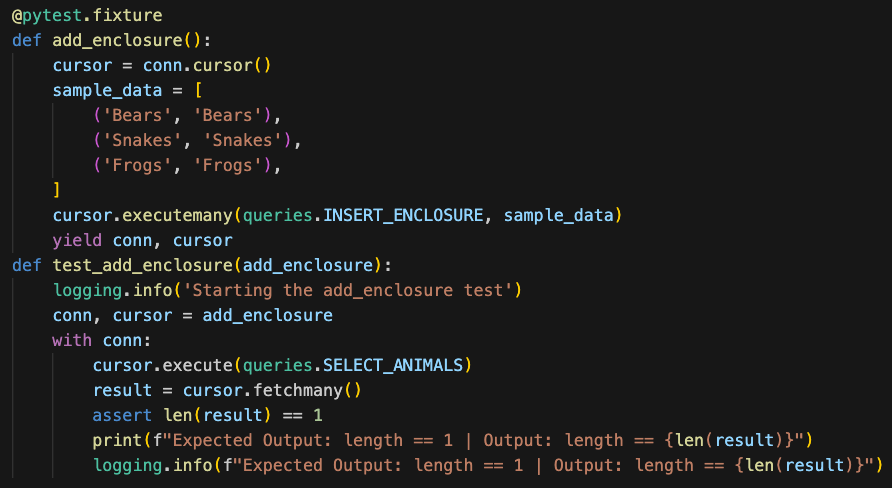 @pytest.fixture
def add_enclosure():
    cursor = conn.cursor()
    sample_data = [
        ('Bears', 'Bears'),
        ('Snakes', 'Snakes'),
        ('Frogs', 'Frogs'),
    ]
    cursor.executemany(queries.INSERT_ENCLOSURE, sample_data)
    yield conn, cursor
def test_add_enclosure(add_enclosure):
    logging.info('Starting the add_enclosure test')
    conn, cursor = add_enclosure
    with conn:
        cursor.execute(queries.SELECT_ANIMALS)
        result = cursor.fetchmany()
        assert len(result) == 1
        print(f"Expected Output: length == 1 | Output: length == {len(result)}")
        logging.info(f"Expected Output: length == 1 | Output: length == {len(result)}")